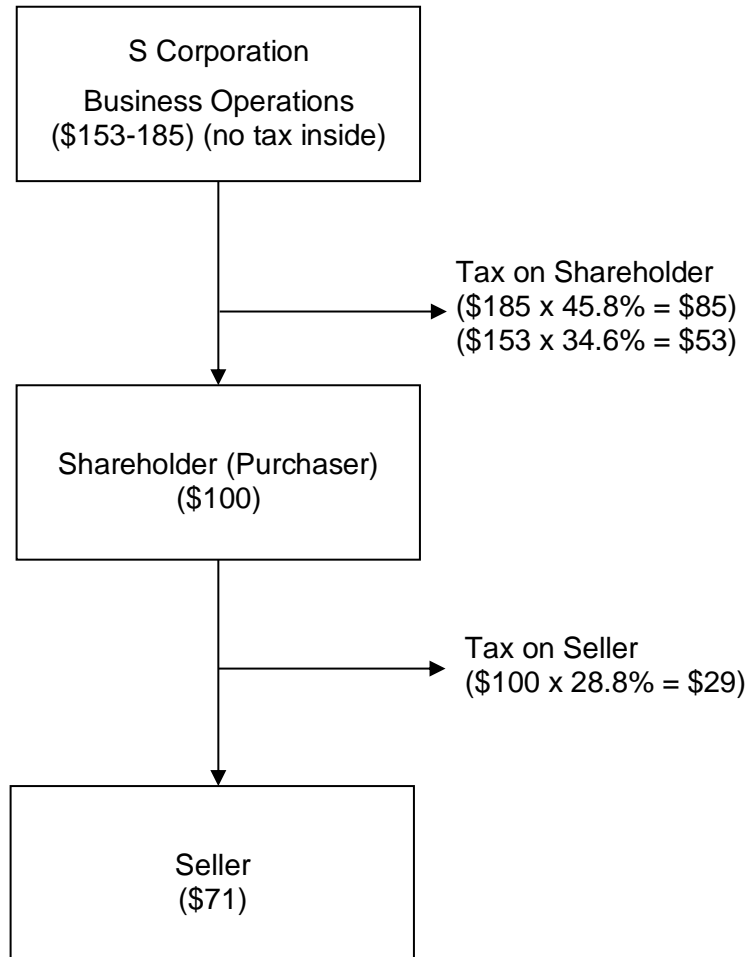 S Corporation
Business Operations
($153-185) (no tax inside)
Tax on Shareholder
($185 x 45.8% = $85)
($153 x 34.6% = $53)
Shareholder (Purchaser)
($100)
Tax on Seller
($100 x 28.8% = $29)
Seller
($71)